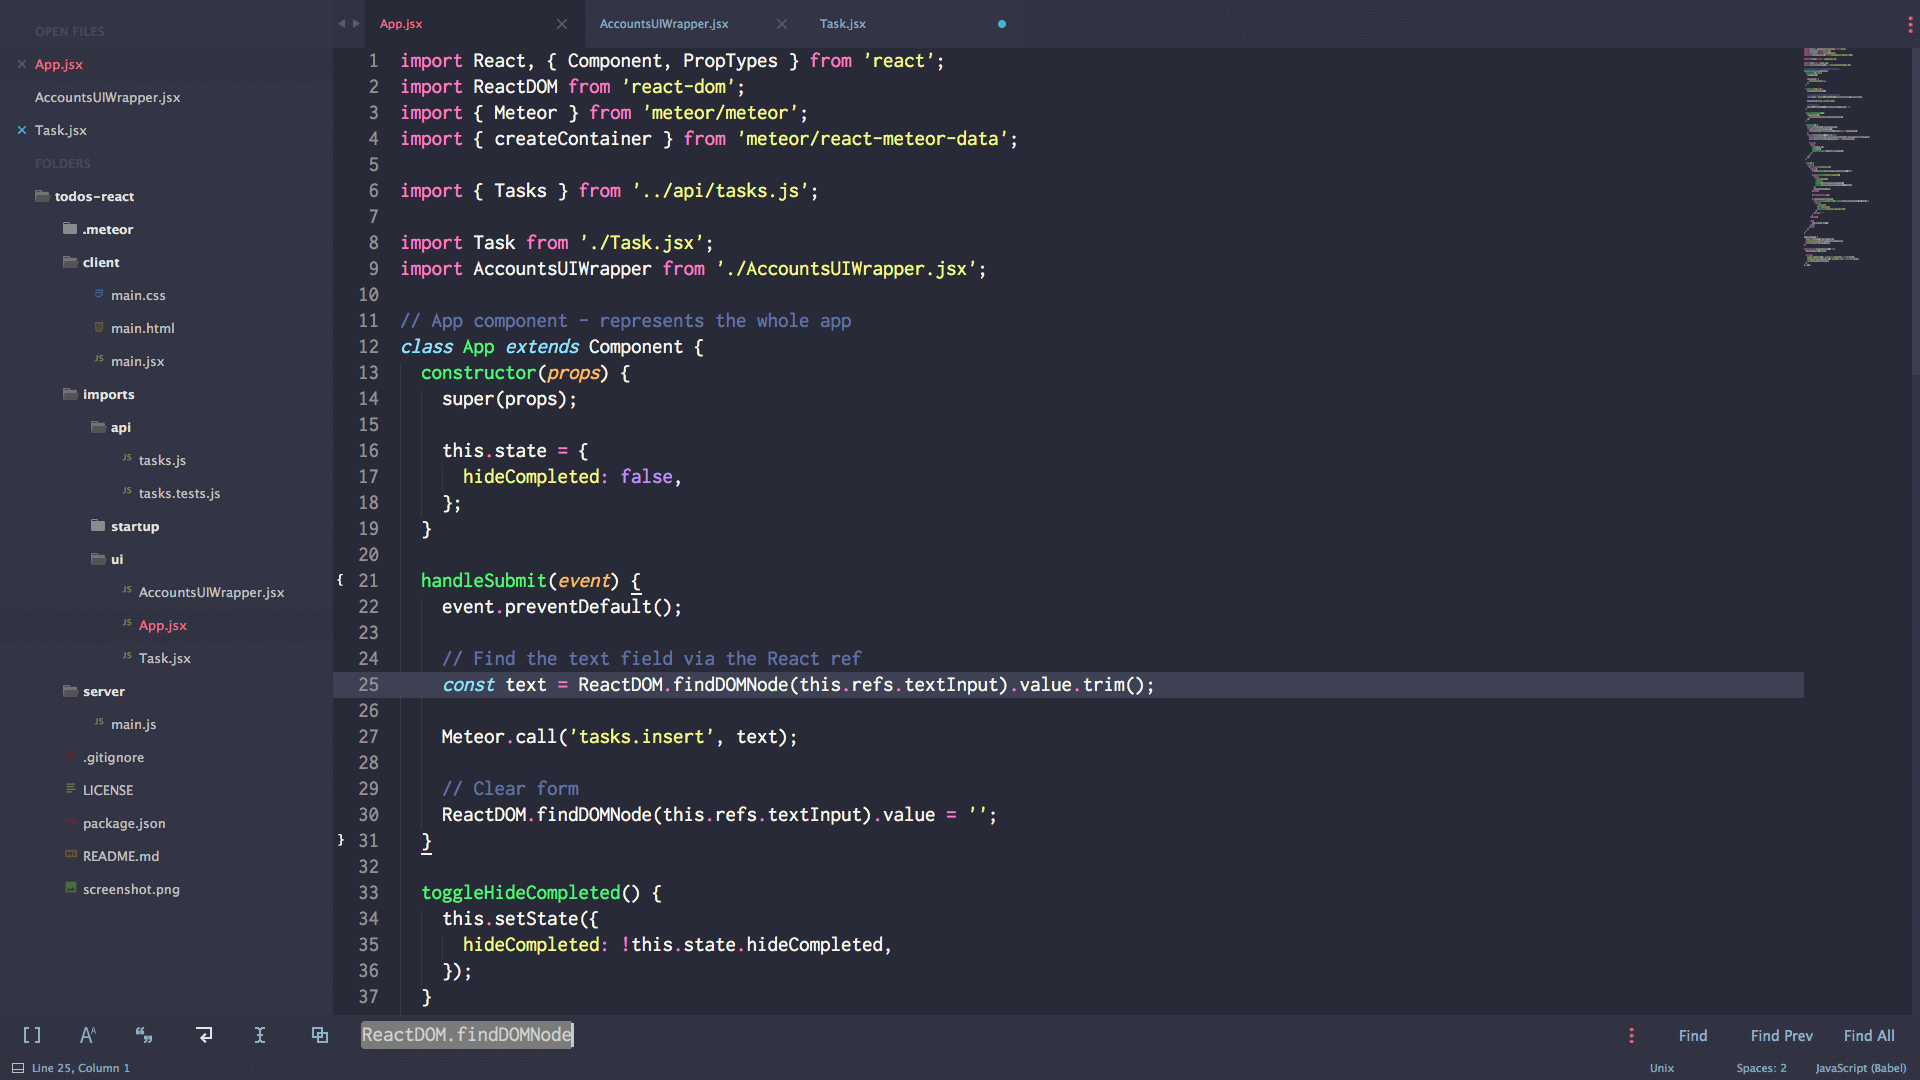 OPEN FILES
App.jsx
AccountsUIWrapper.jsx
Task.jsx
FOLDERS
todos-react
.meteor
client
main.css
main.html
JS main.jsx
imports
api
JS tasks.js
JS tasks.tests.js
startup
ui
JS AccountsUIWrapper.jsx
JS App.jsx
JS Task.jsx
server
JS main.js
.gitignore
LICENSE
package.json
README.md
screenshot.png
App.jsx
AccountsUIWrapper.jsx
Task.jsx
1 import React, { Component, PropTypes } from 'react';
2 import ReactDOM from 'react-dom';
3 import { Meteor } from 'meteor/meteor';
4 import { createContainer } from 'meteor/react-meteor-data';
5
6 import { Tasks } from '../api/tasks.js';
7
8 import Task from './Task.jsx';
9 import AccountsUIWrapper from './AccountsUIWrapper.jsx';
10
11 // App component - represents the whole app
12 class App extends Component {
13 constructor(props) {
14 super(props);
15
16 this.state = {
17 hideCompleted: false,
18 };
19 }
20
{ 21 handleSubmit(event) {
22 event.preventDefault();
23
24 // Find the text field via the React ref
25 const text = ReactDOM.findDOMNode(this.refs.textInput).value.trim();
26
27 Meteor.call('tasks.insert', text);
28
29 // Clear form
30 ReactDOM.findDOMNode(this.refs.textInput).value = '';
} 31 }
32
33 toggleHideCompleted() {
34 this.setState({
35 hideCompleted: !this.state.hideCompleted,
36 });
37 }
ReactDOM.findDOMNode
Find
Find Prev
Find All
Line 25, Column 1
Unix
Spaces: 2
JavaScript (Babel)